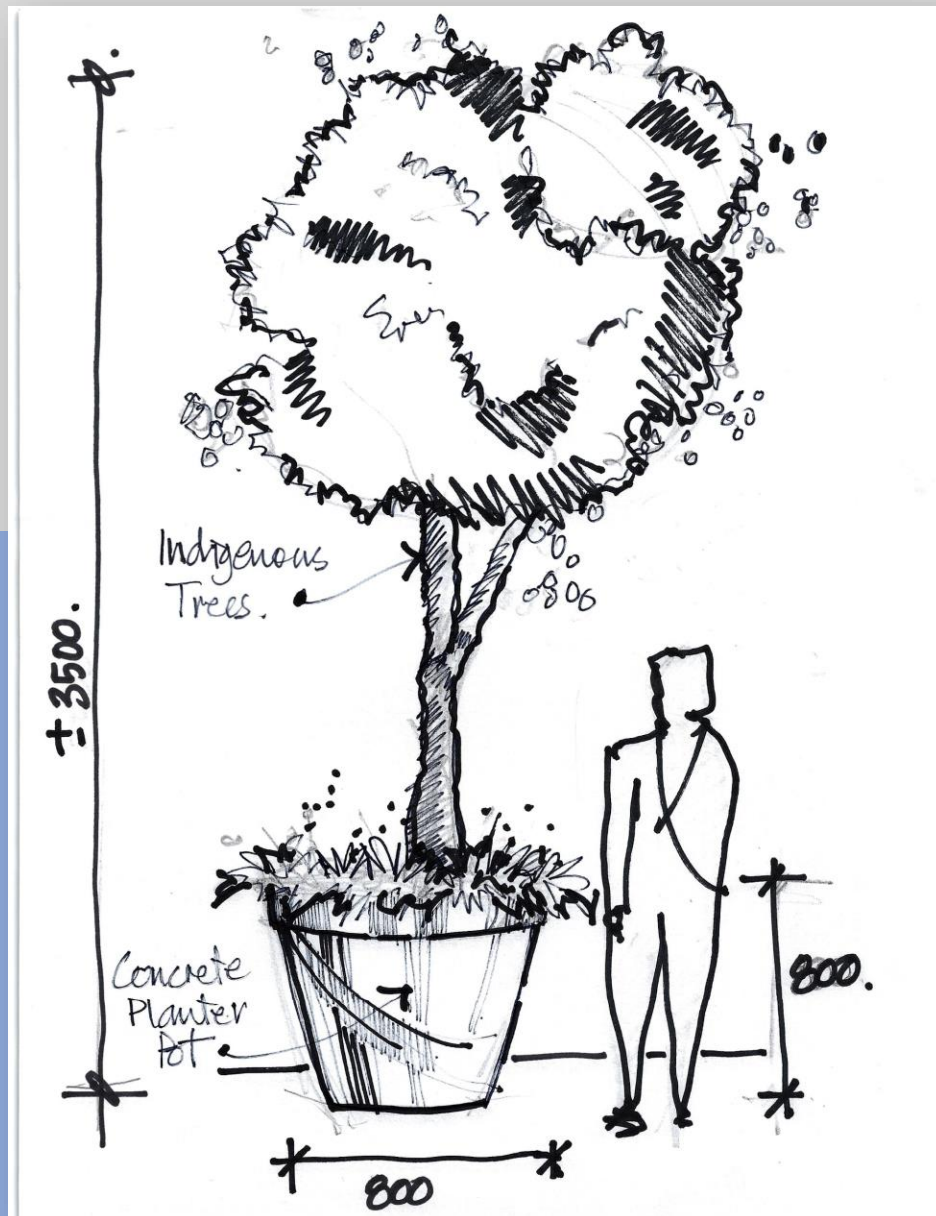 ± 3500.
Indigenous
Trees.
Concrete
Planter
Pot
800.
800